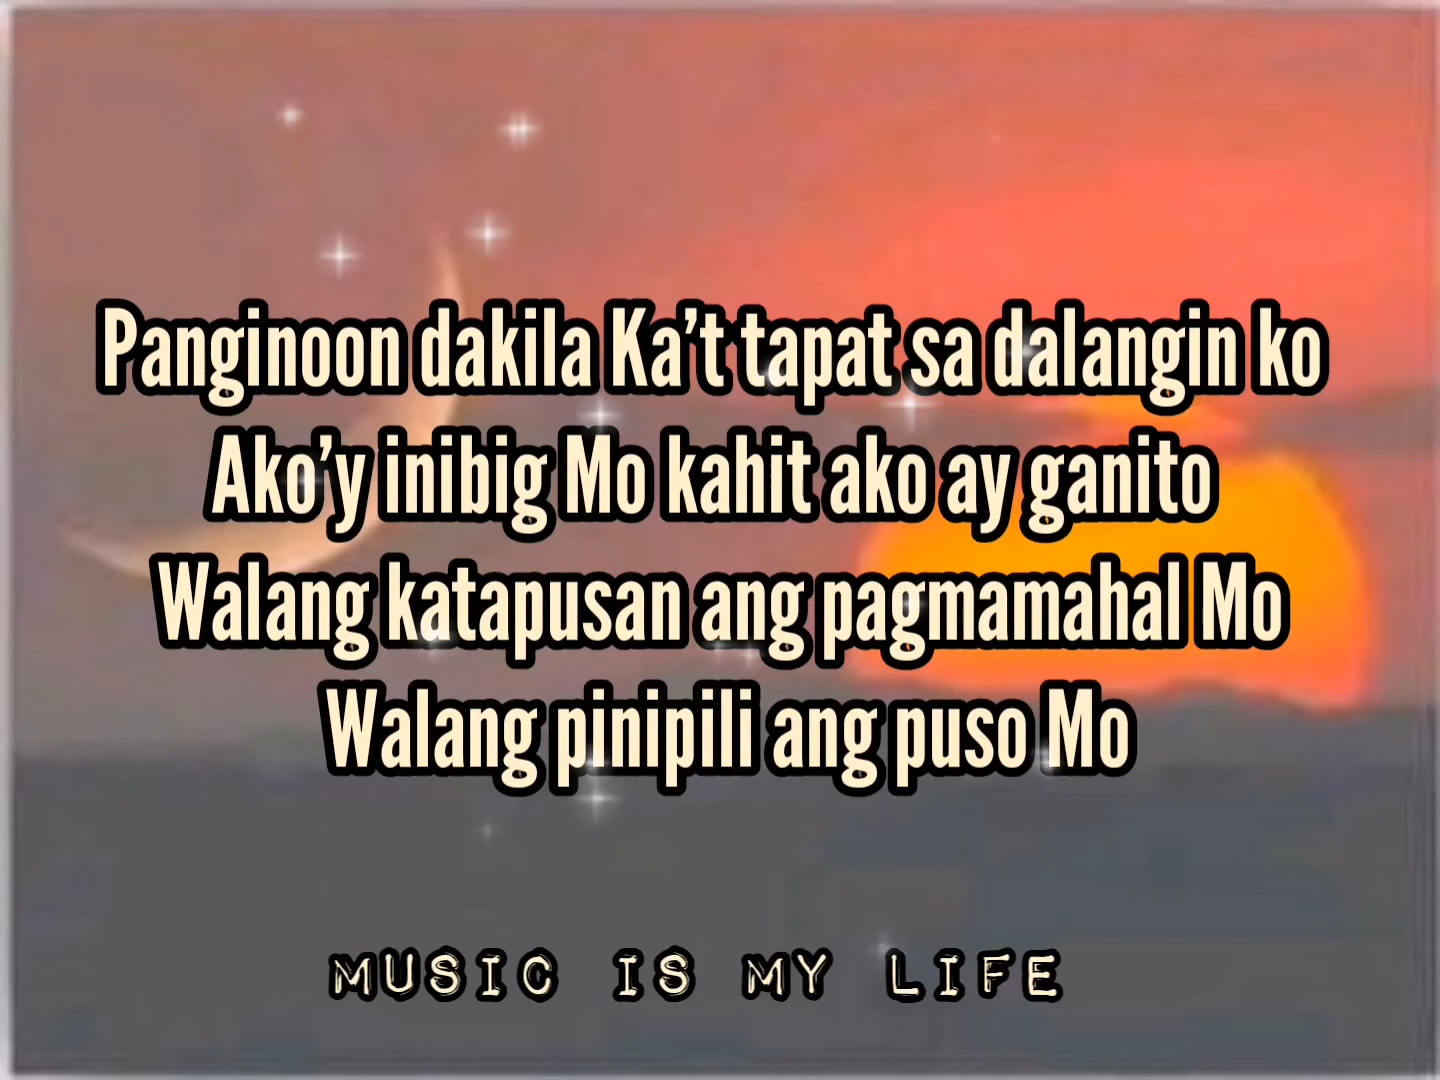 Panginoon dakila Ka't tapat sa dalangin ko
Ako'y inibig Mo kahit ako ay ganito
Walang katapusan ang pagmamahal Mo
Walang pinipili ang puso Mo
MUSIC IS MY LIFE